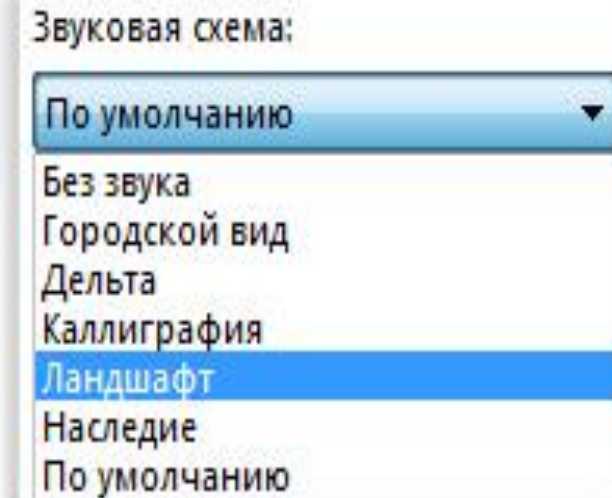 Звуковая схема:
По умолчанию
Без звука
Городской вид
Дельта
Каллиграфия
Ландшафт
Наследие
По умолчанию